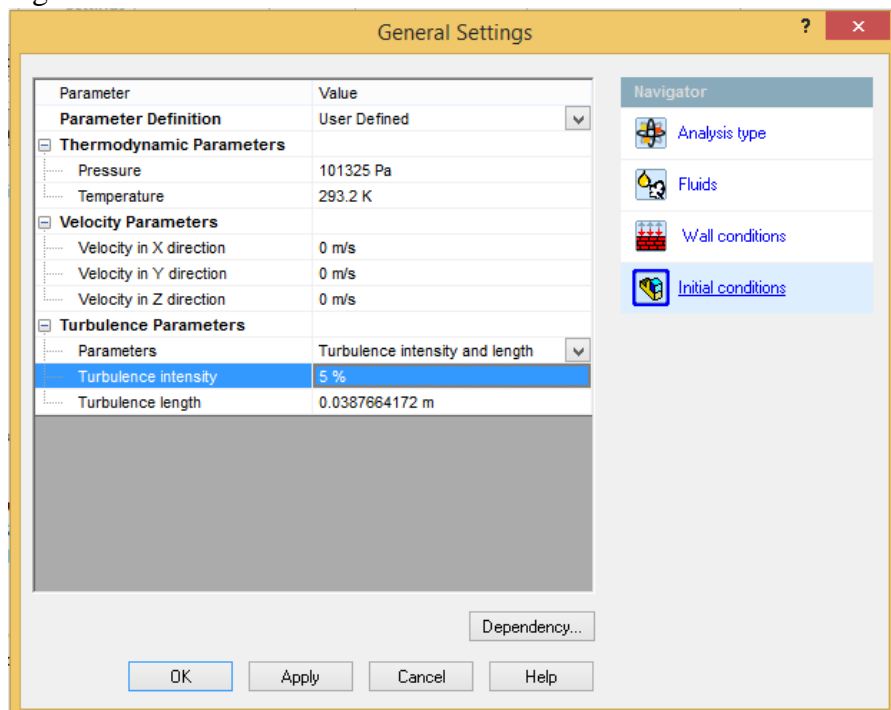 General Settings
?
×
Parameter Value
Parameter Definition User Defined
Thermodynamic Parameters
Pressure 101325 Pa
Temperature 293.2 K
Velocity Parameters
Velocity in X direction 0 m/s
Velocity in Y direction 0 m/s
Velocity in Z direction 0 m/s
Turbulence Parameters
Parameters Turbulence intensity and length
Turbulence intensity 5 %
Turbulence length 0.0387664172 m
Navigator
Analysis type
Fluids
Wall conditions
Initial conditions
Dependency...
OK Apply Cancel Help